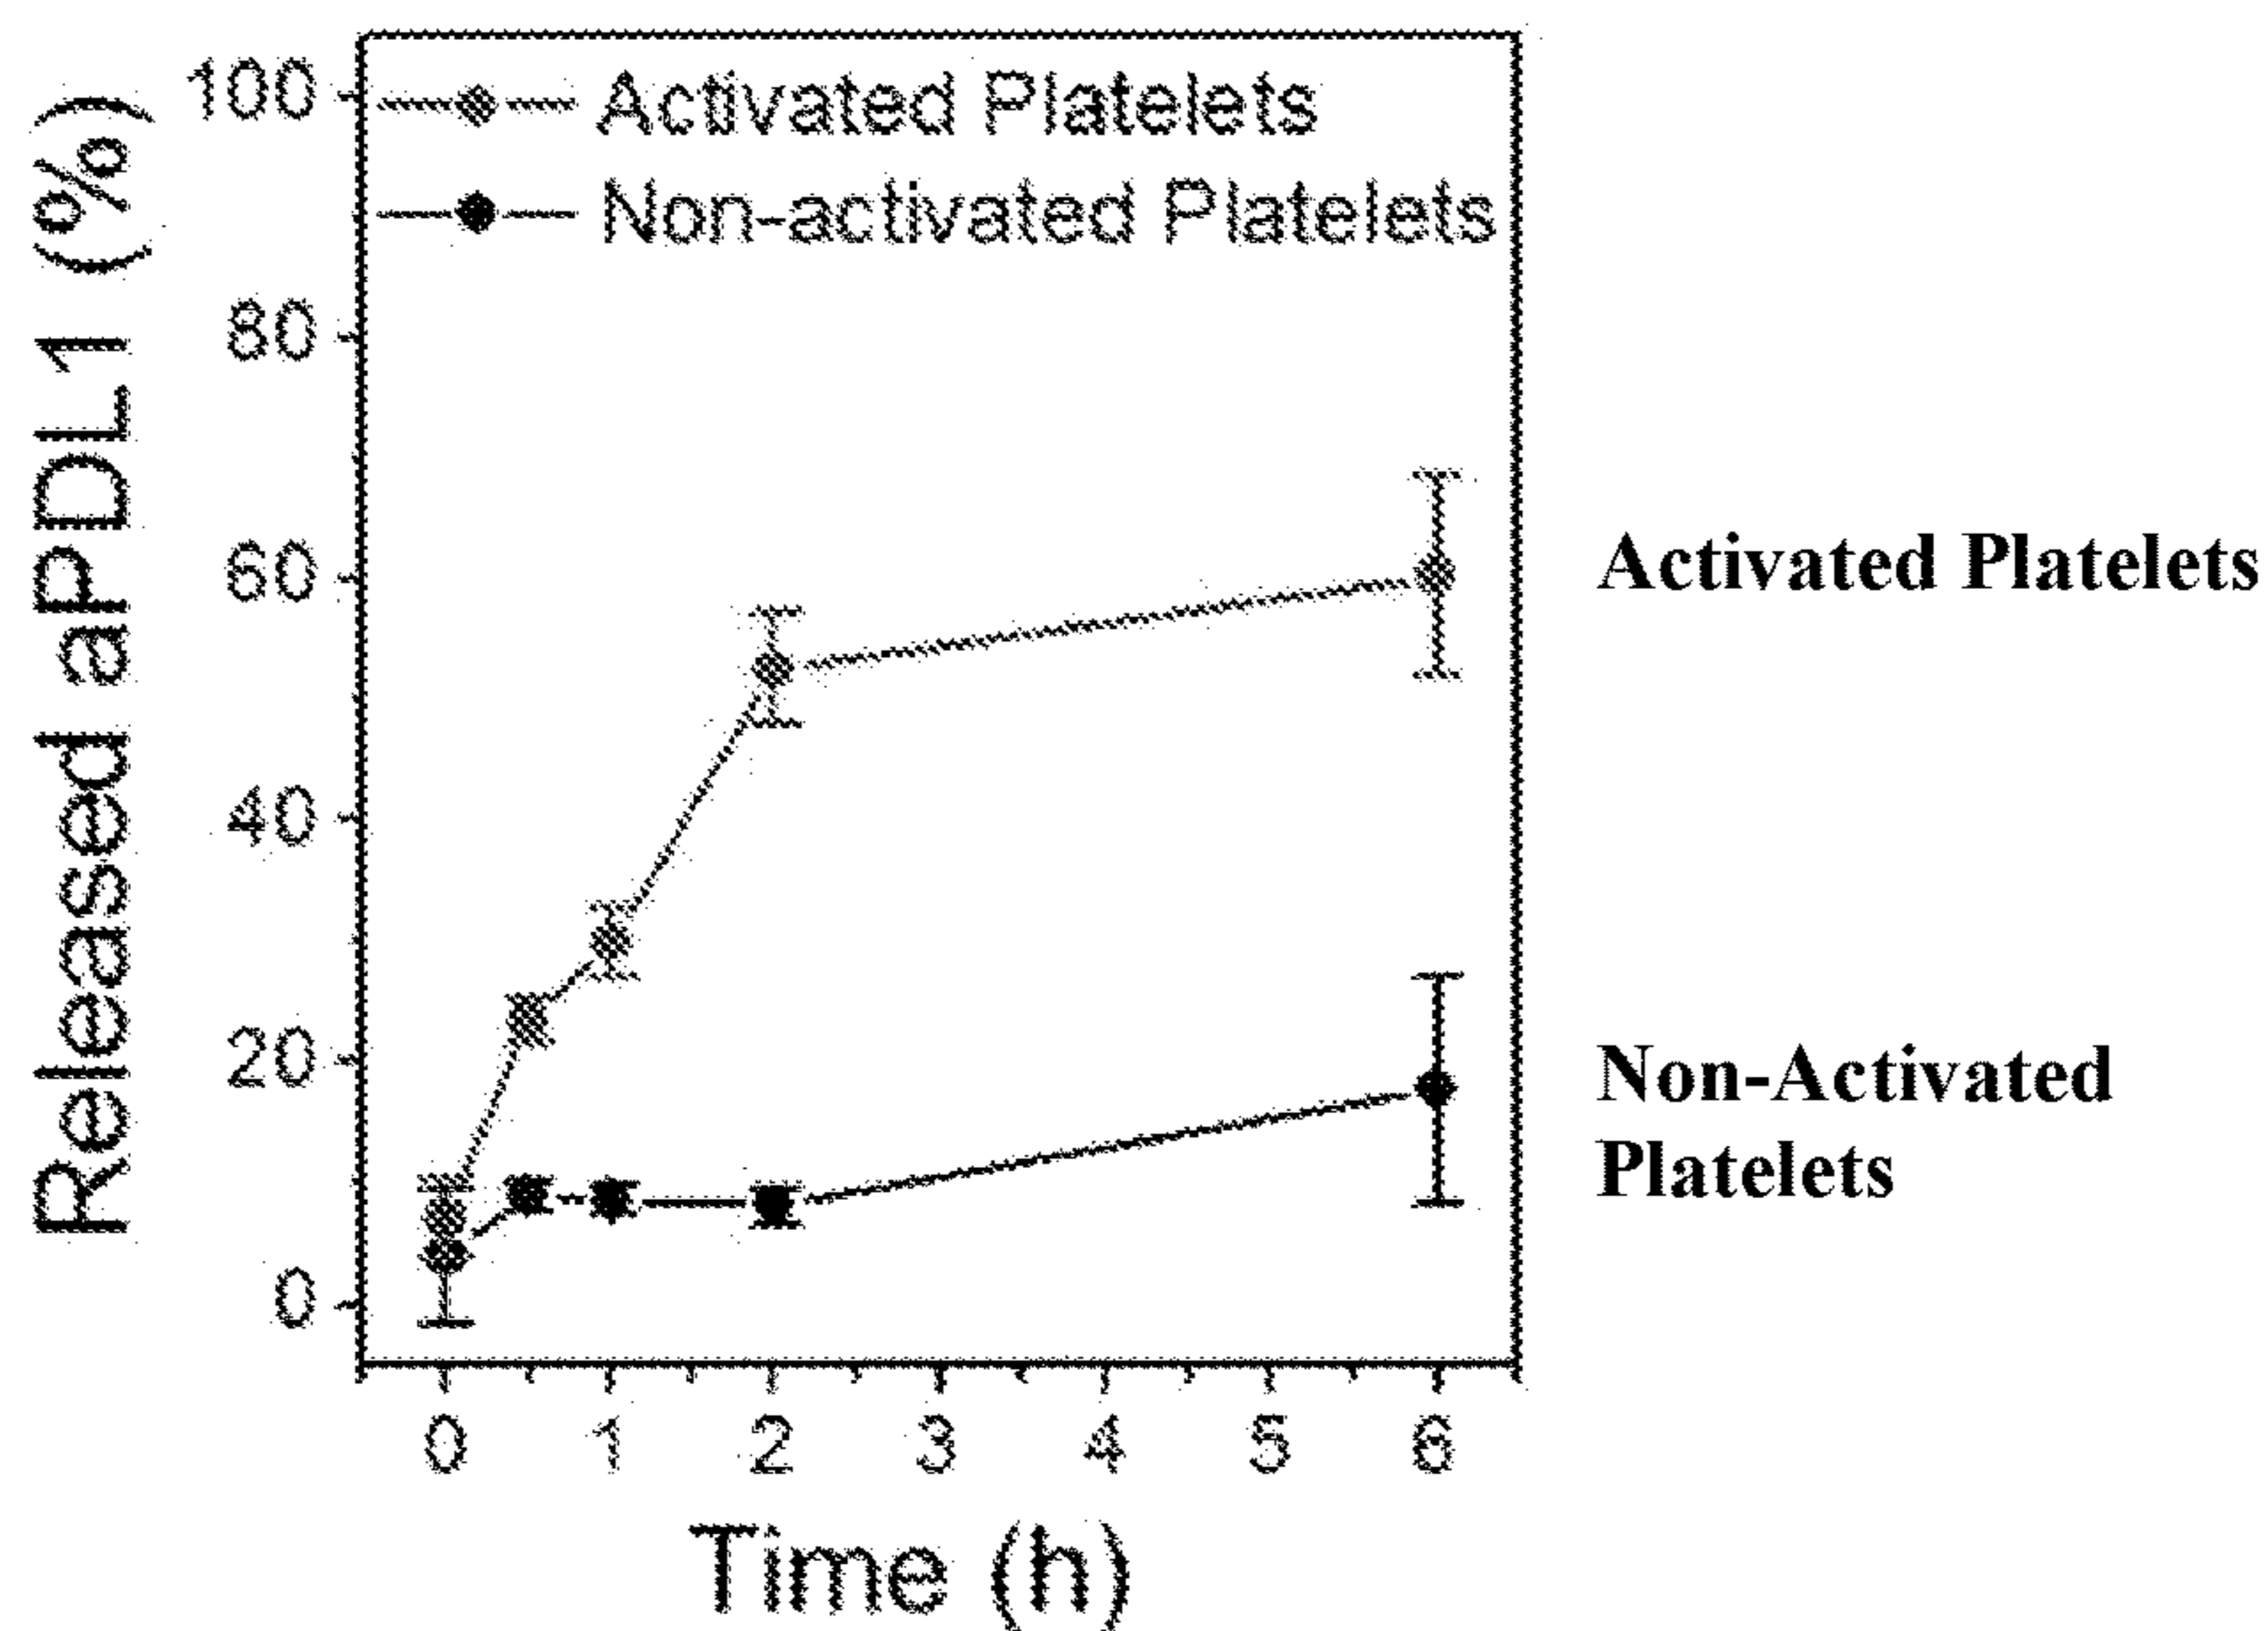 Released aPDL1 (%)
100
80
60
40
20
0
Activated Platelets
Non-activated Platelets
0 1 2 3 4 5 6
Time (h)
Activated Platelets
Non-Activated
Platelets